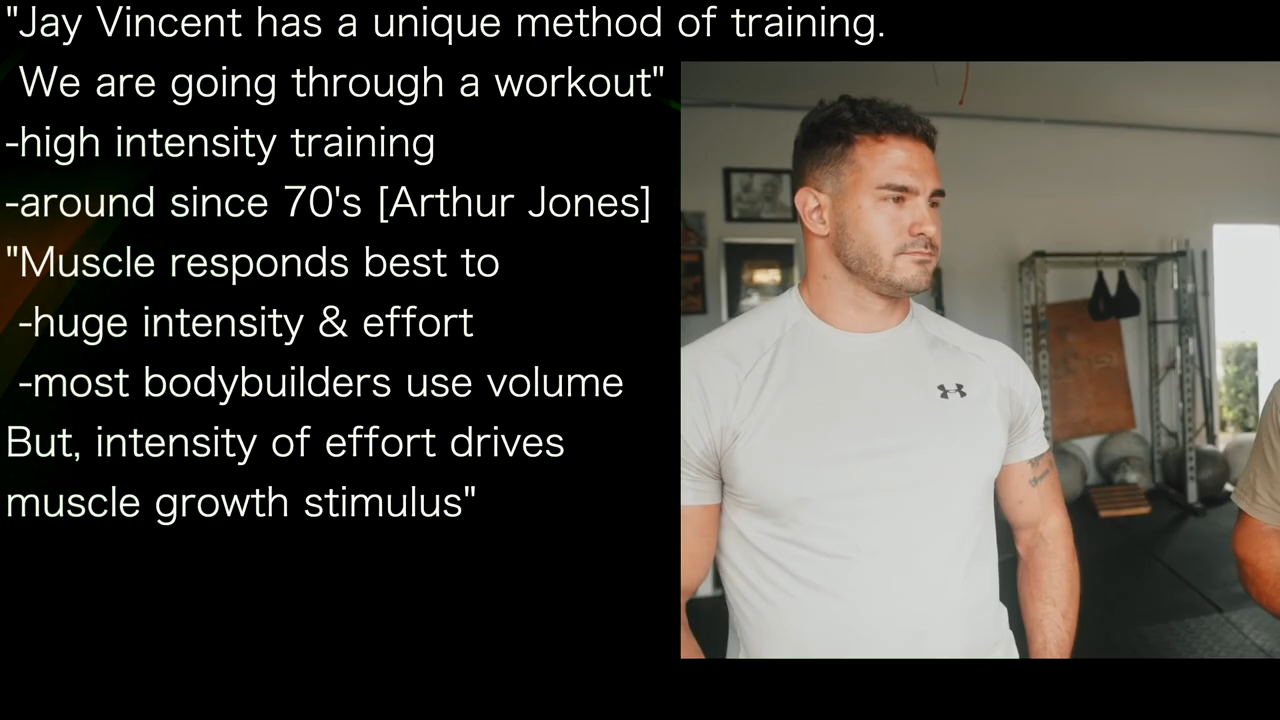 "Jay Vincent has a unique method of training.
We are going through a workout"
-high intensity training
-around since 70's [Arthur Jones]
"Muscle responds best to
-huge intensity & effort
-most bodybuilders use volume
But, intensity of effort drives
muscle growth stimulus"